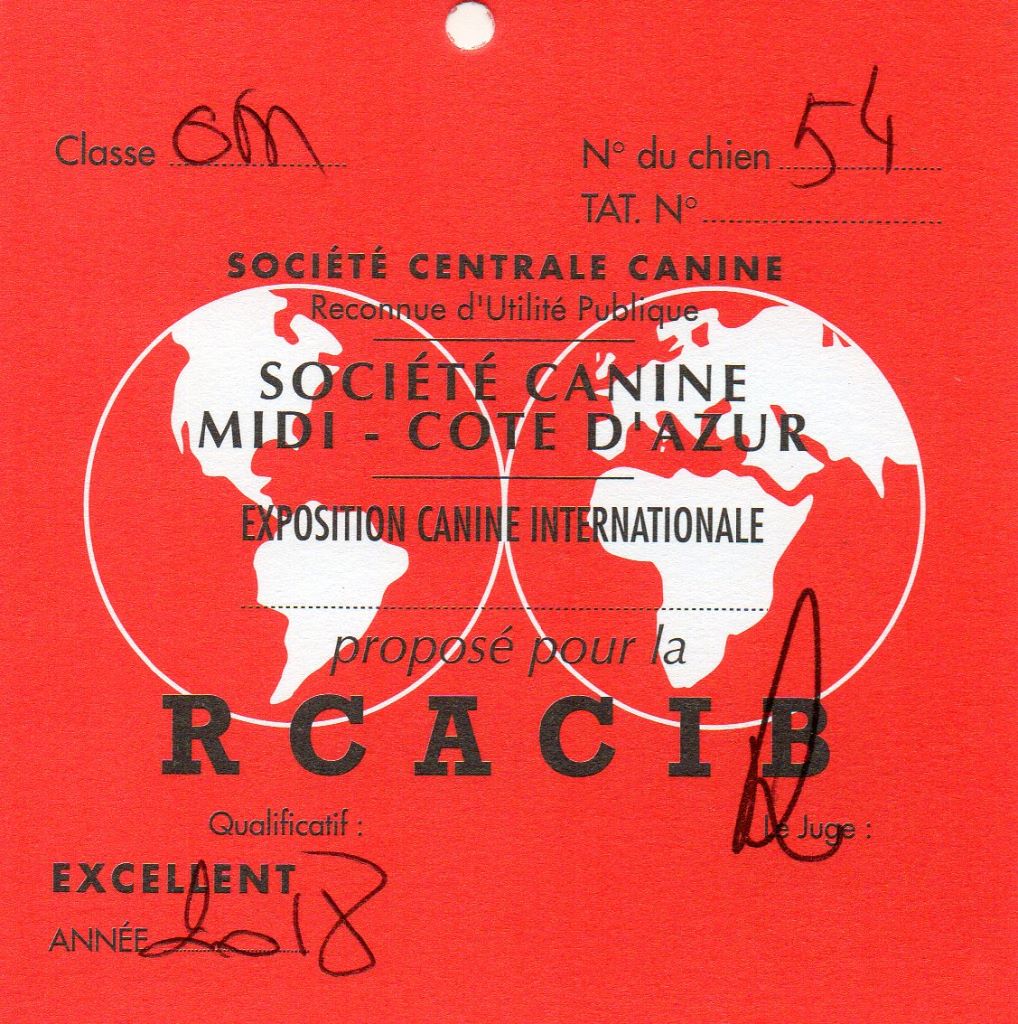 Classe OM
N° du chien 54
TAT. N°
SOCIÉTÉ CENTRALE CANINE
Reconnue d'Utilité Publique
SOCIÉTÉ CANINE
MIDI - COTE D'AZUR
EXPOSITION CANINE INTERNATIONALE
proposé pour la
RCACIB
Qualificatif :
Le Juge :
EXCELLENT
ANNÉE 2018